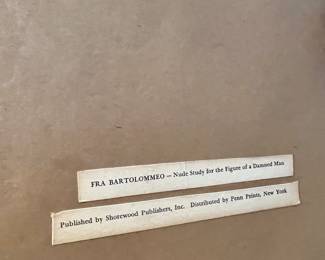 FRA BARTOLOMMEO — Nude Study for the Figure of a Damned Man
Published by Shorewood Publishers, Inc. Distributed by Penn Prints, New York